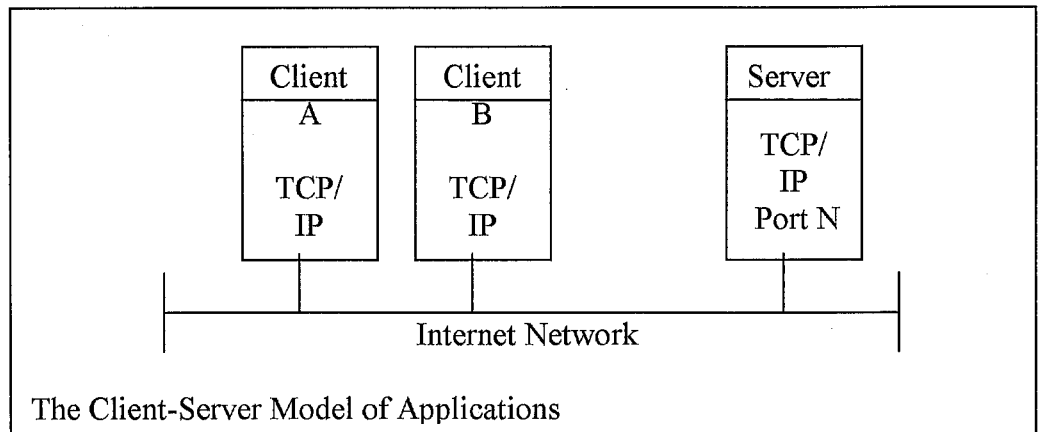 Client
A
TCP/
IP
Client
B
TCP/
IP
Server
TCP/
IP
Port N
Internet Network
The Client-Server Model of Applications